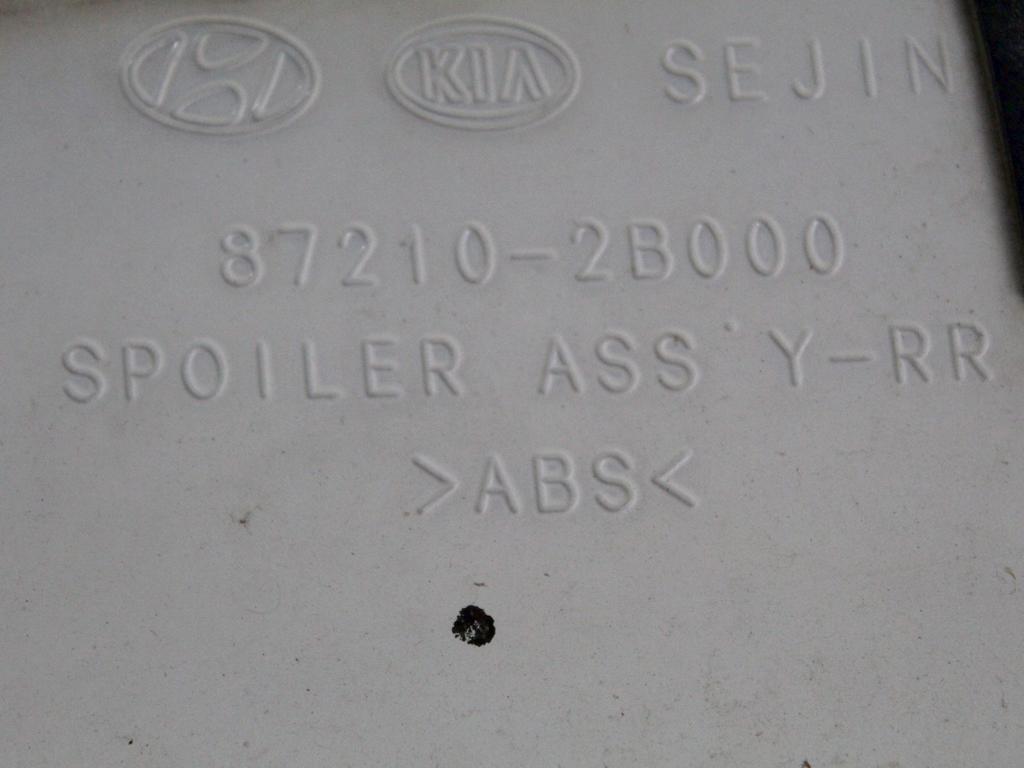 KIA SEJIN
87210-2B000
SPOILER ASS'Y-RR
>ABS<